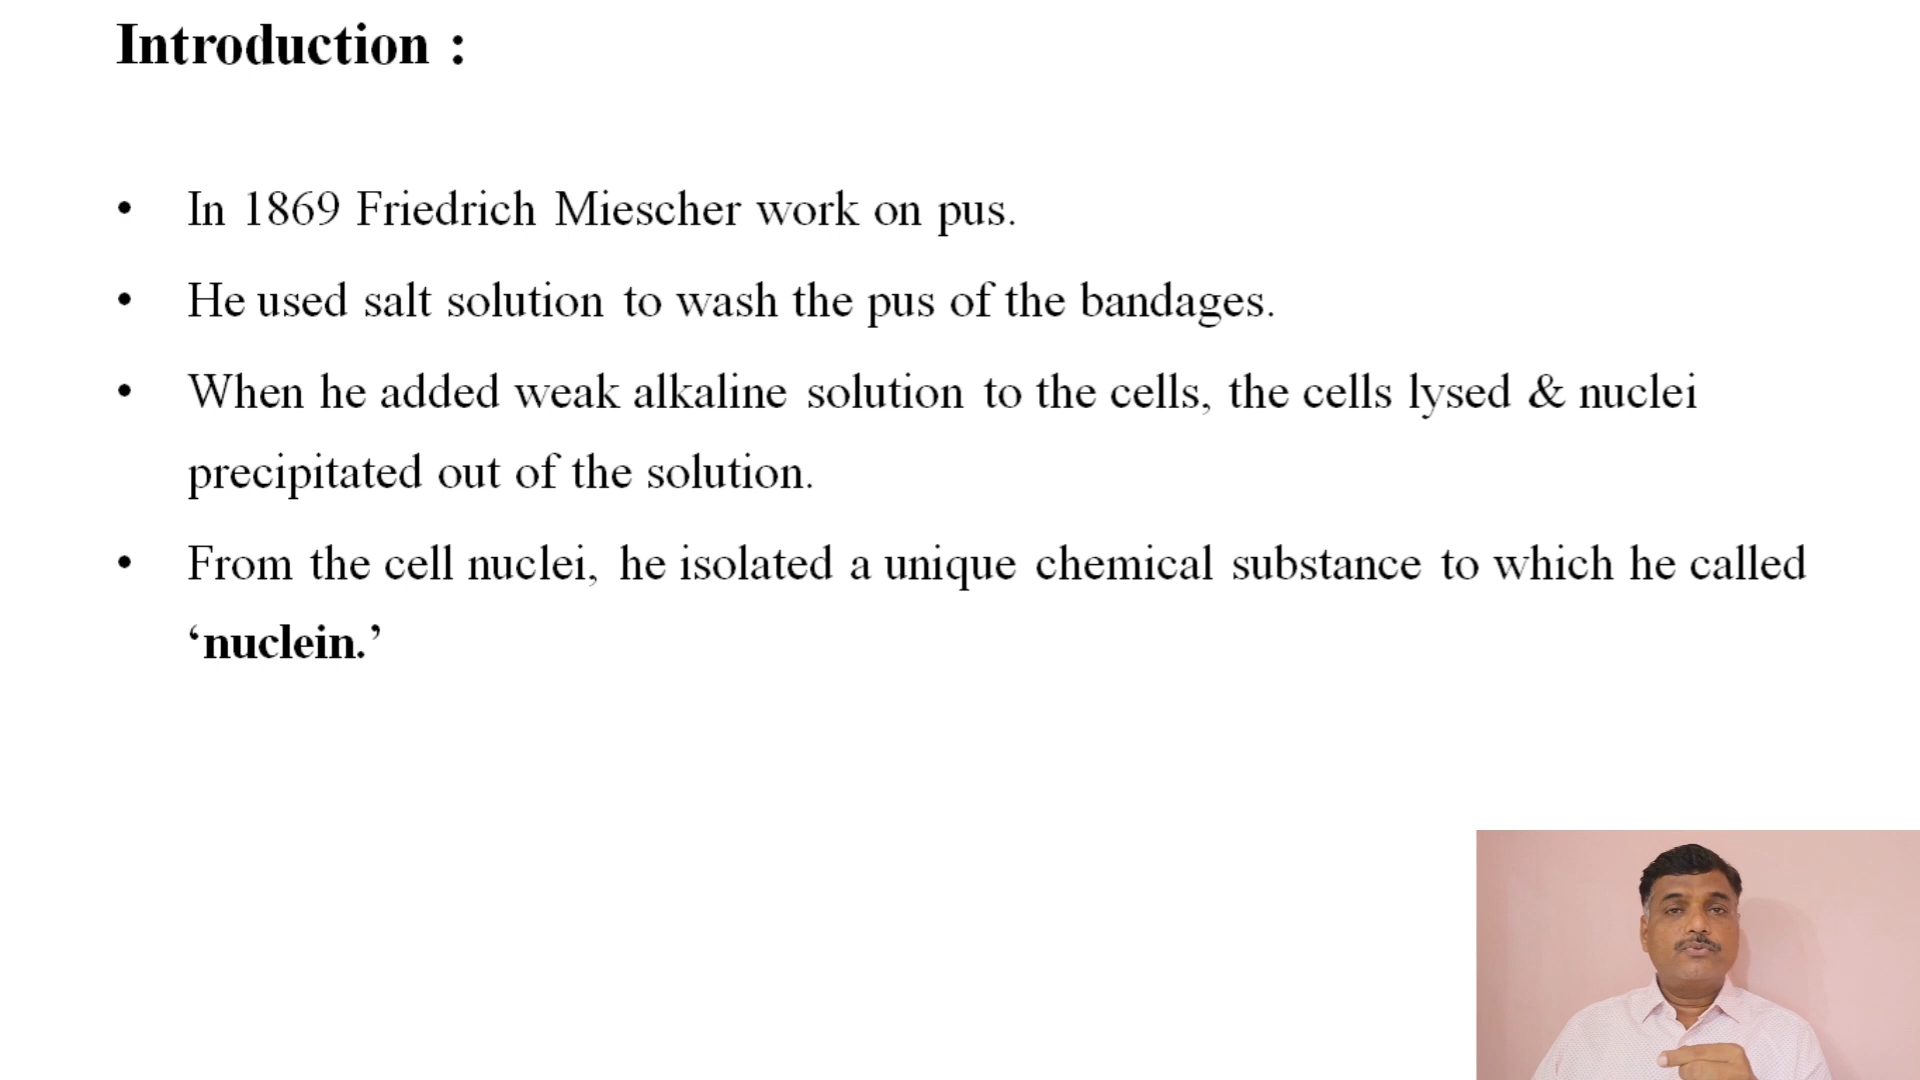 Introduction :
• In 1869 Friedrich Miescher work on pus.
• He used salt solution to wash the pus of the bandages.
• When he added weak alkaline solution to the cells, the cells lysed & nuclei
precipitated out of the solution.
• From the cell nuclei, he isolated a unique chemical substance to which he called
‘nuclein.’